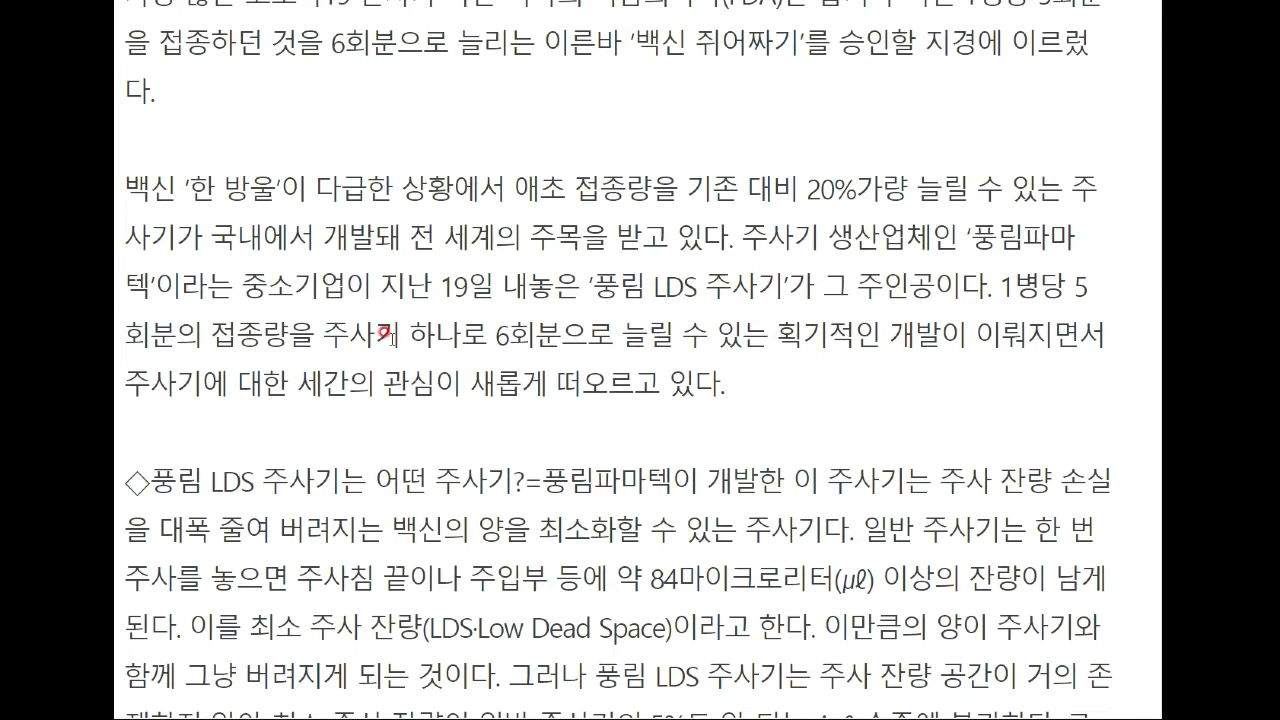 을 접종하던 것을 6회분으로 늘리는 이른바 ‘백신 쥐어짜기’를 승인할 지경에 이르렀
다.
백신 ‘한 방울’이 다급한 상황에서 애초 접종량을 기존 대비 20%가량 늘릴 수 있는 주
사기가 국내에서 개발돼 전 세계의 주목을 받고 있다. 주사기 생산업체인 ‘풍림파마
텍’이라는 중소기업이 지난 19일 내놓은 ‘풍림 LDS 주사기’가 그 주인공이다. 1병당 5
회분의 접종량을 주사기 하나로 6회분으로 늘릴 수 있는 획기적인 개발이 이뤄지면서
주사기에 대한 세간의 관심이 새롭게 떠오르고 있다.
◇풍림 LDS 주사기는 어떤 주사기?=풍림파마텍이 개발한 이 주사기는 주사 잔량 손실
을 대폭 줄여 버려지는 백신의 양을 최소화할 수 있는 주사기다. 일반 주사기는 한 번
주사를 놓으면 주사침 끝이나 주입부 등에 약 84마이크로리터(㎕) 이상의 잔량이 남게
된다. 이를 최소 주사 잔량(LDS·Low Dead Space)이라고 한다. 이만큼의 양이 주사기와
함께 그냥 버려지게 되는 것이다. 그러나 풍림 LDS 주사기는 주사 잔량 공간이 거의 존